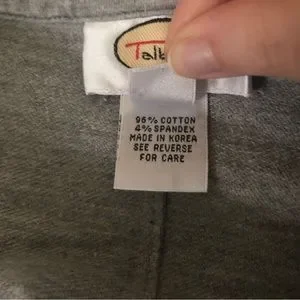 Talb
96% COTTON
4% SPANDEX
MADE IN KOREA
SEE REVERSE
FOR CARE